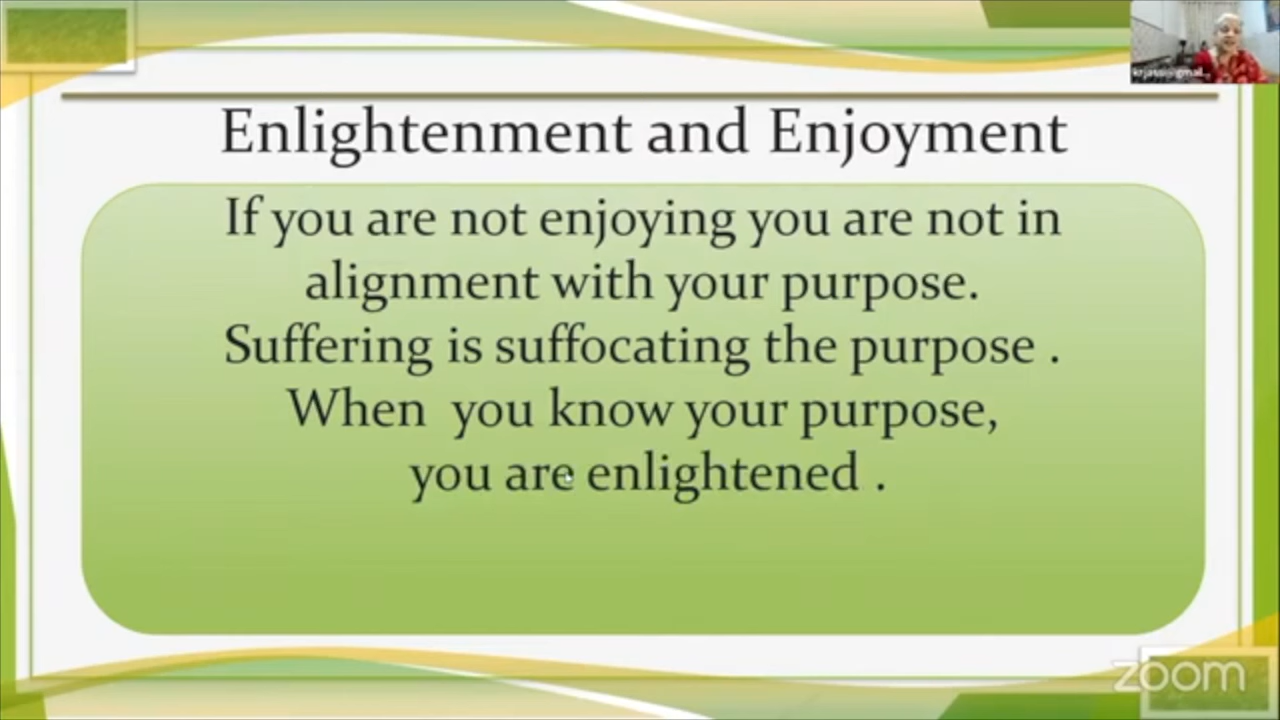 Enlightenment and Enjoyment
If you are not enjoying you are not in
alignment with your purpose.
Suffering is suffocating the purpose .
When  you know your purpose,
you are enlightened .
zoom